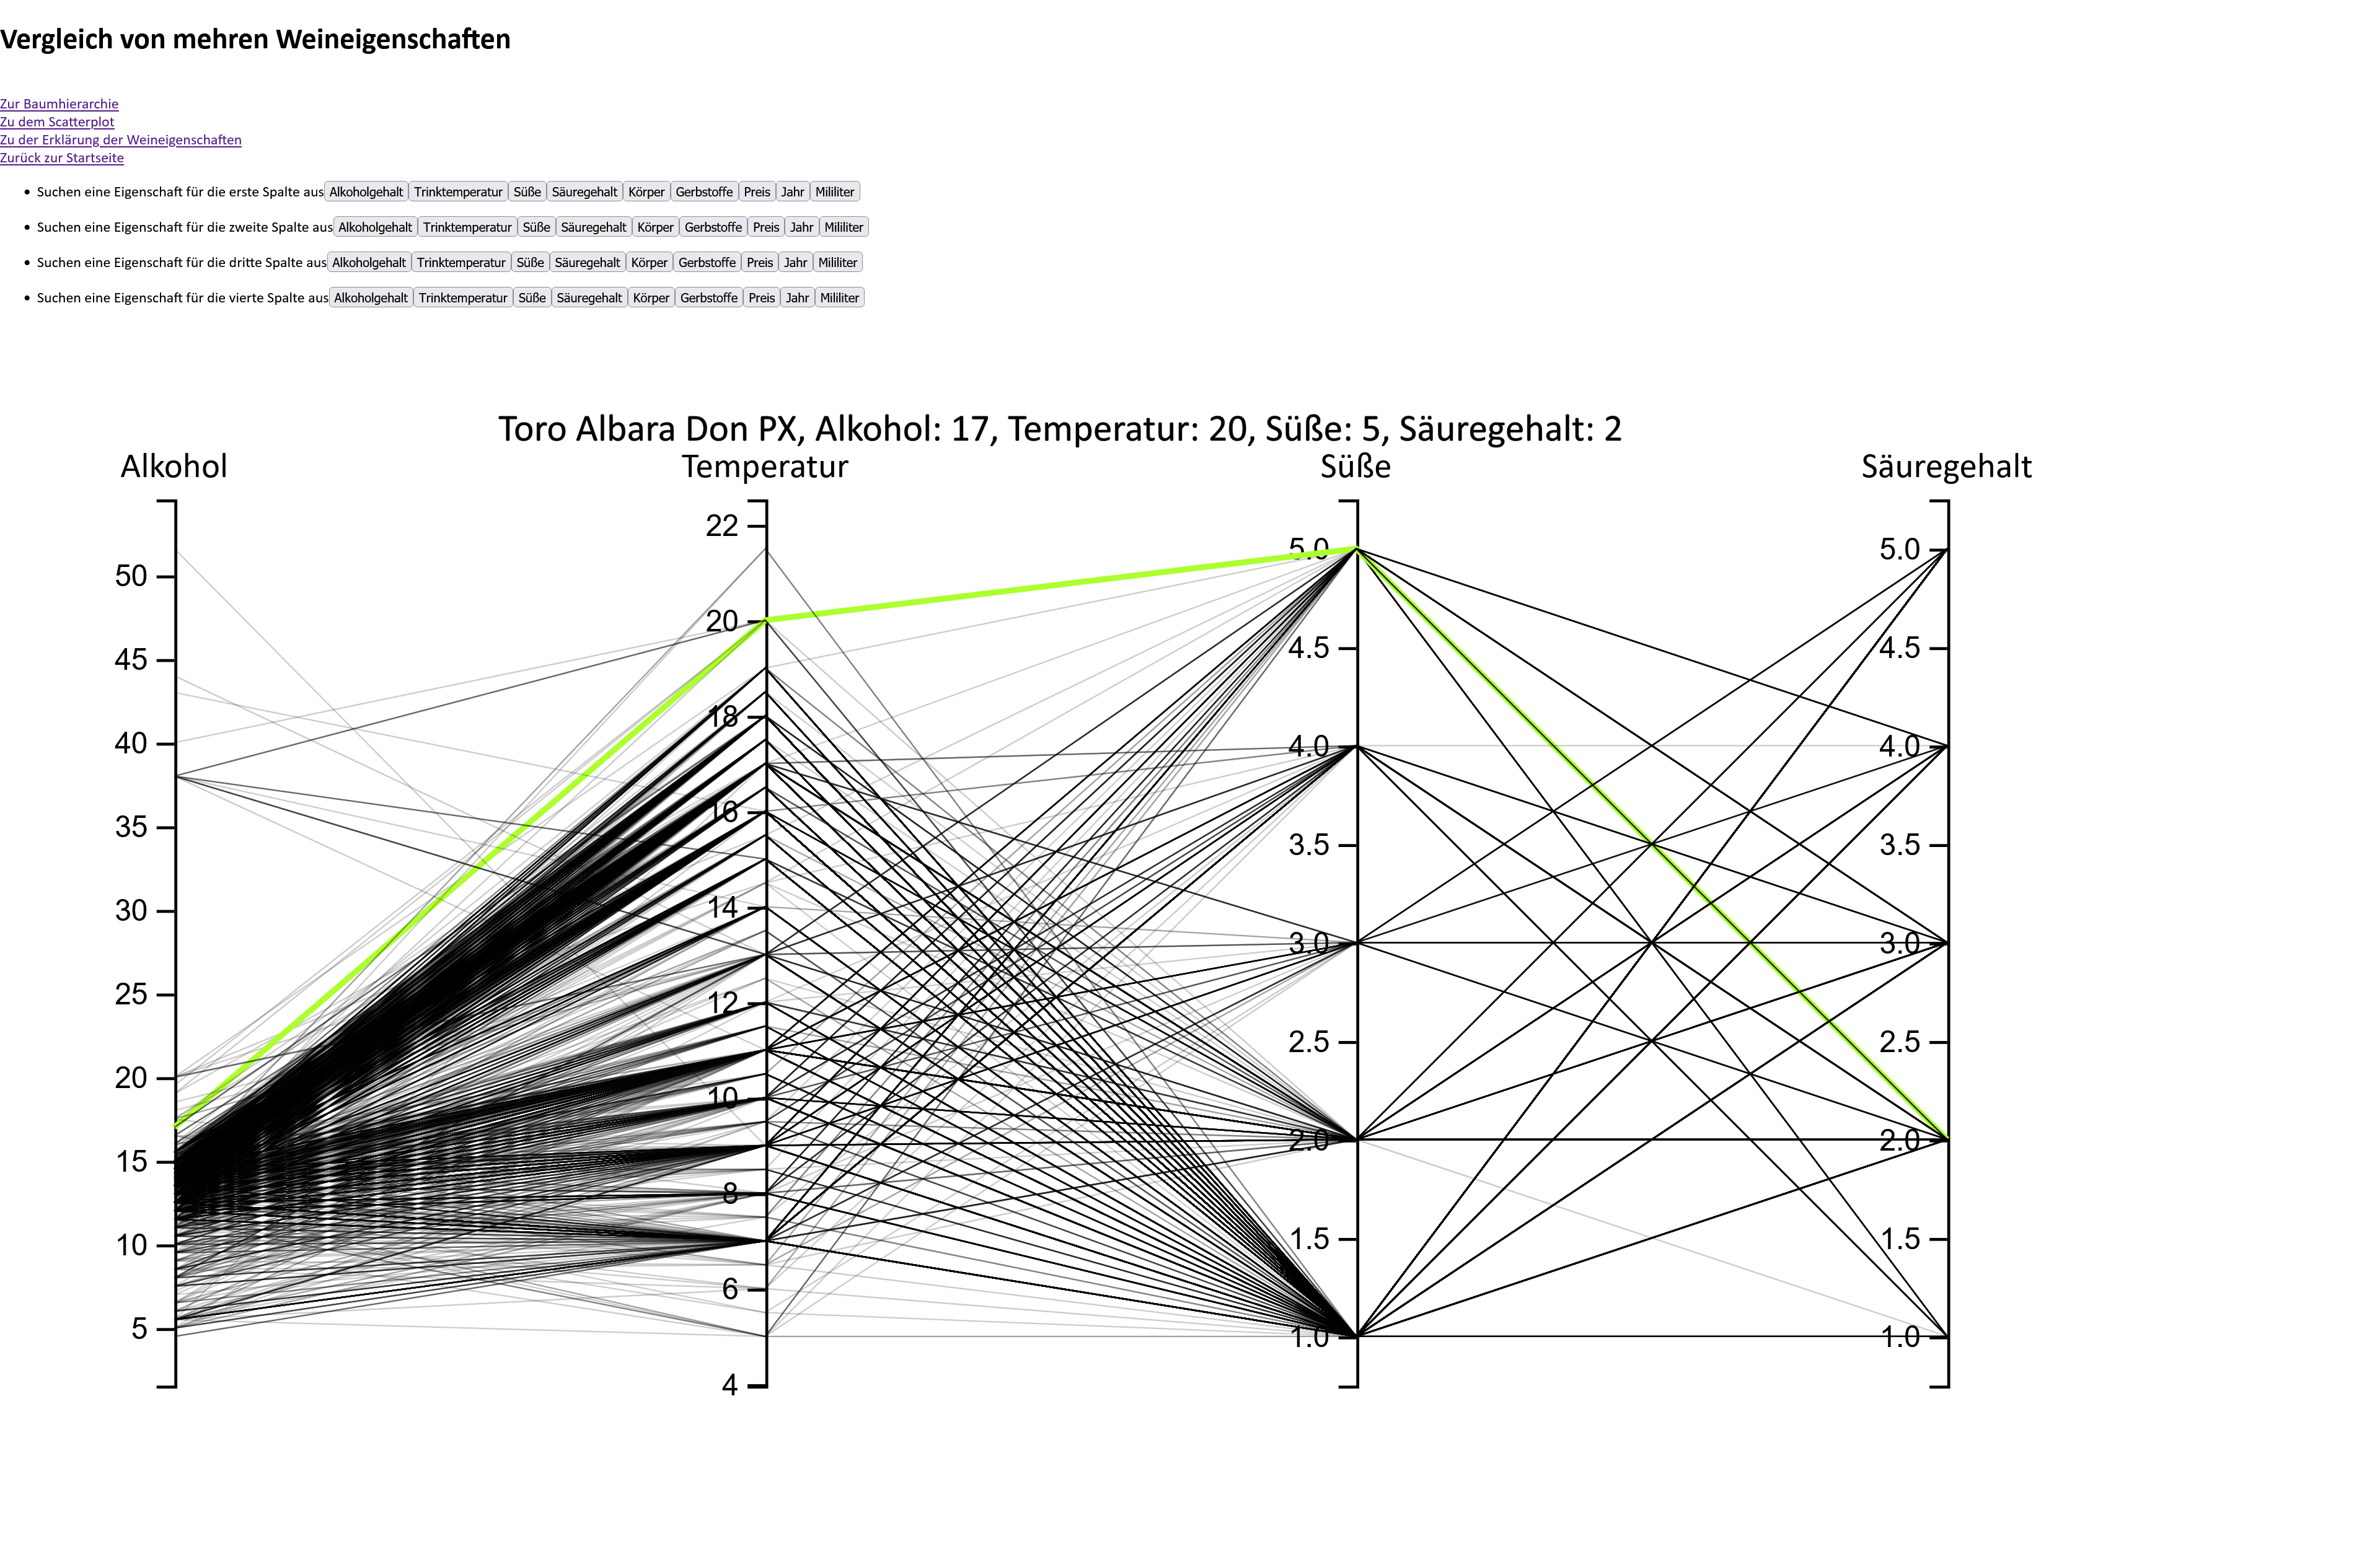 Vergleich von mehren Weineigenschaften
Zur Baumhierarchie
Zu dem Scatterplot
Zu der Erklärung der Weineigenschaften
Zurück zur Startseite
Suchen eine Eigenschaft für die erste Spalte aus Alkoholgehalt Trinktemperatur Süße Säuregehalt Körper Gerbstoffe Preis Jahr Mililiter
Suchen eine Eigenschaft für die zweite Spalte aus Alkoholgehalt Trinktemperatur Süße Säuregehalt Körper Gerbstoffe Preis Jahr Mililiter
Suchen eine Eigenschaft für die dritte Spalte aus Alkoholgehalt Trinktemperatur Süße Säuregehalt Körper Gerbstoffe Preis Jahr Mililiter
Suchen eine Eigenschaft für die vierte Spalte aus Alkoholgehalt Trinktemperatur Süße Säuregehalt Körper Gerbstoffe Preis Jahr Mililiter
Toro Albara Don PX, Alkohol: 17, Temperatur: 20, Süße: 5, Säuregehalt: 2
Alkohol
50
45
40
35
30
25
20
15
10
5
Temperatur
22
20
18
16
14
12
10
8
6
4
Süße
5.0
4.5
4.0
3.5
3.0
2.5
2.0
1.5
1.0
Säuregehalt
5.0
4.5
4.0
3.5
3.0
2.5
2.0
1.5
1.0